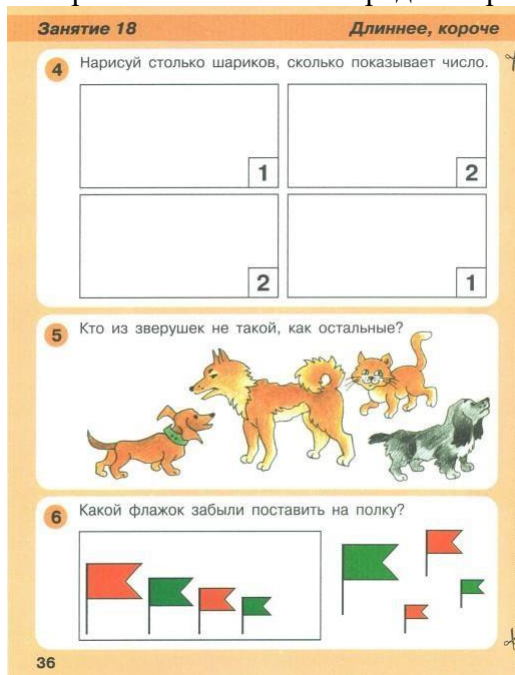 Занятие 18
Длиннее, короче
4 Нарисуй столько шариков, сколько показывает число.
1
2
2
1
5 Кто из зверушек не такой, как остальные?
6 Какой флажок забыли поставить на полку?
36